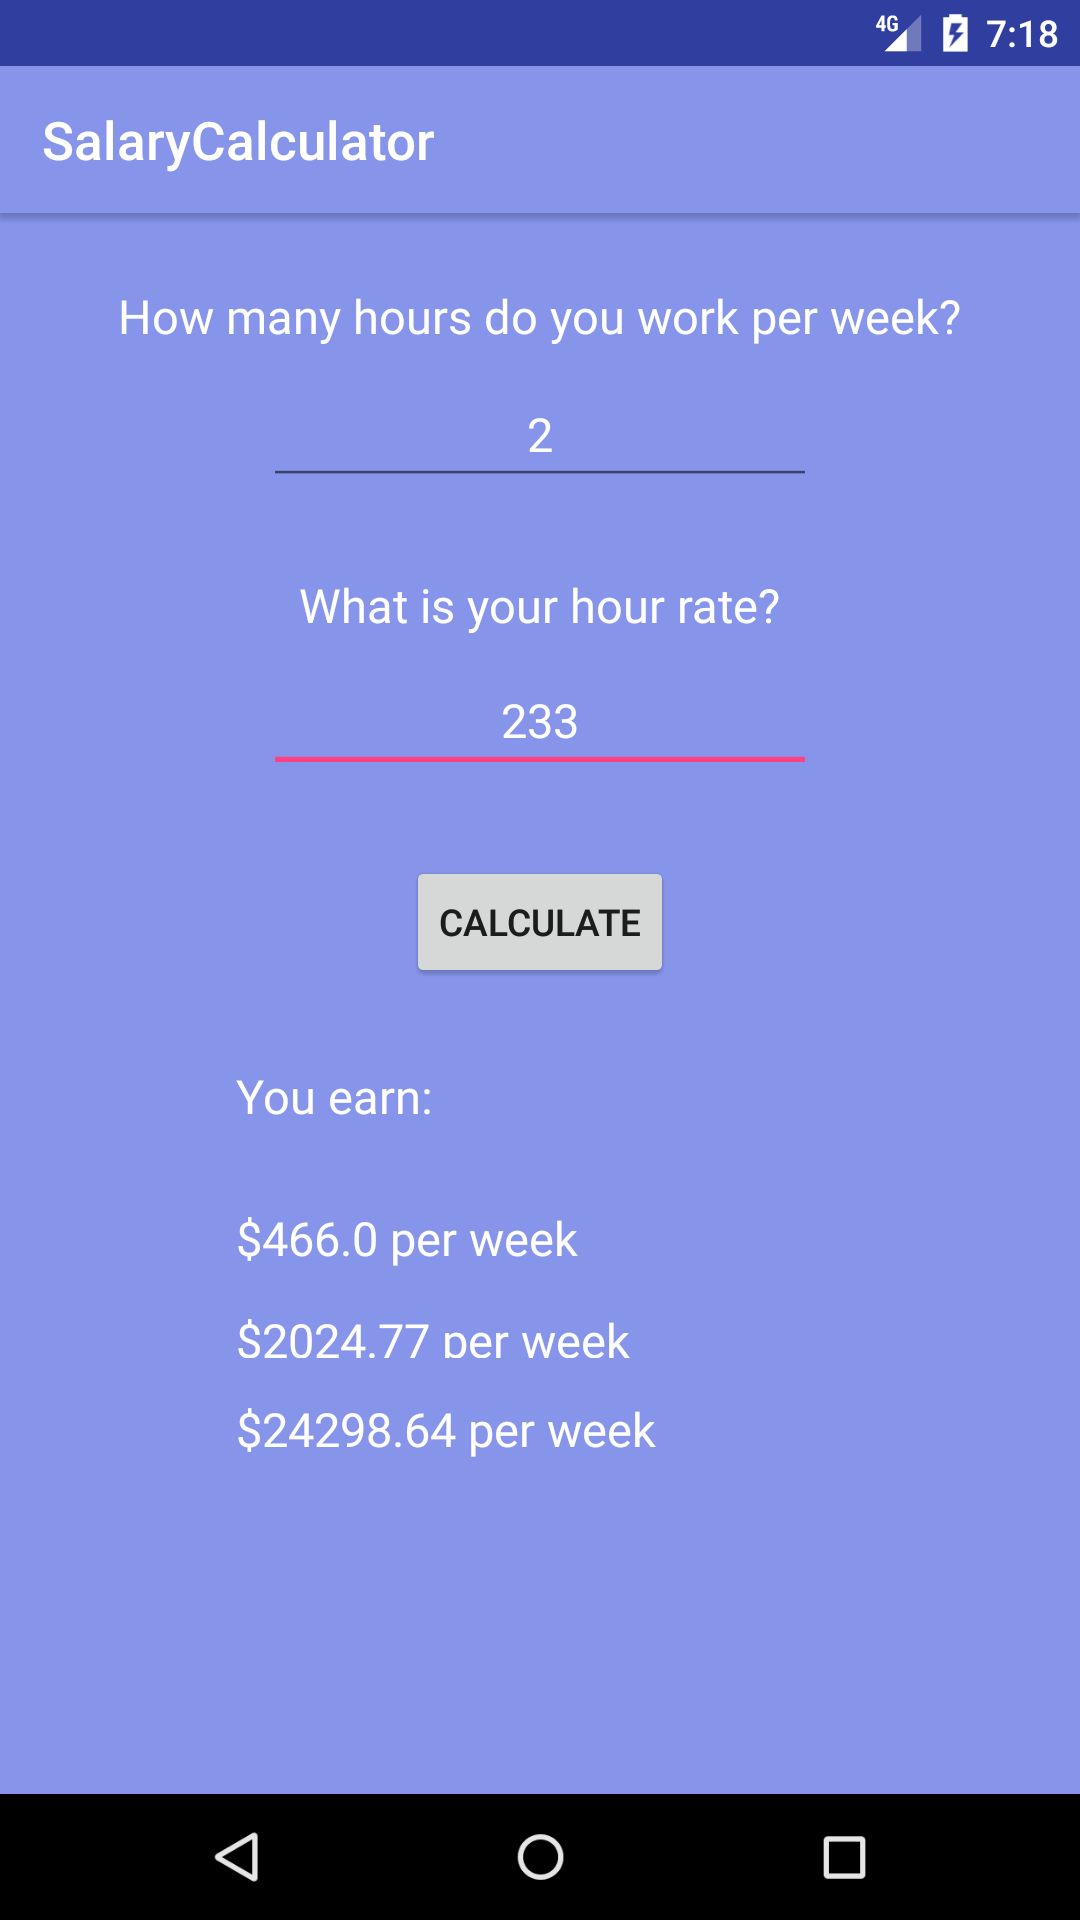 4G 7:18
SalaryCalculator
How many hours do you work per week?
2
What is your hour rate?
233
CALCULATE
You earn:
$466.0 per week
$2024.77 per week
$24298.64 per week